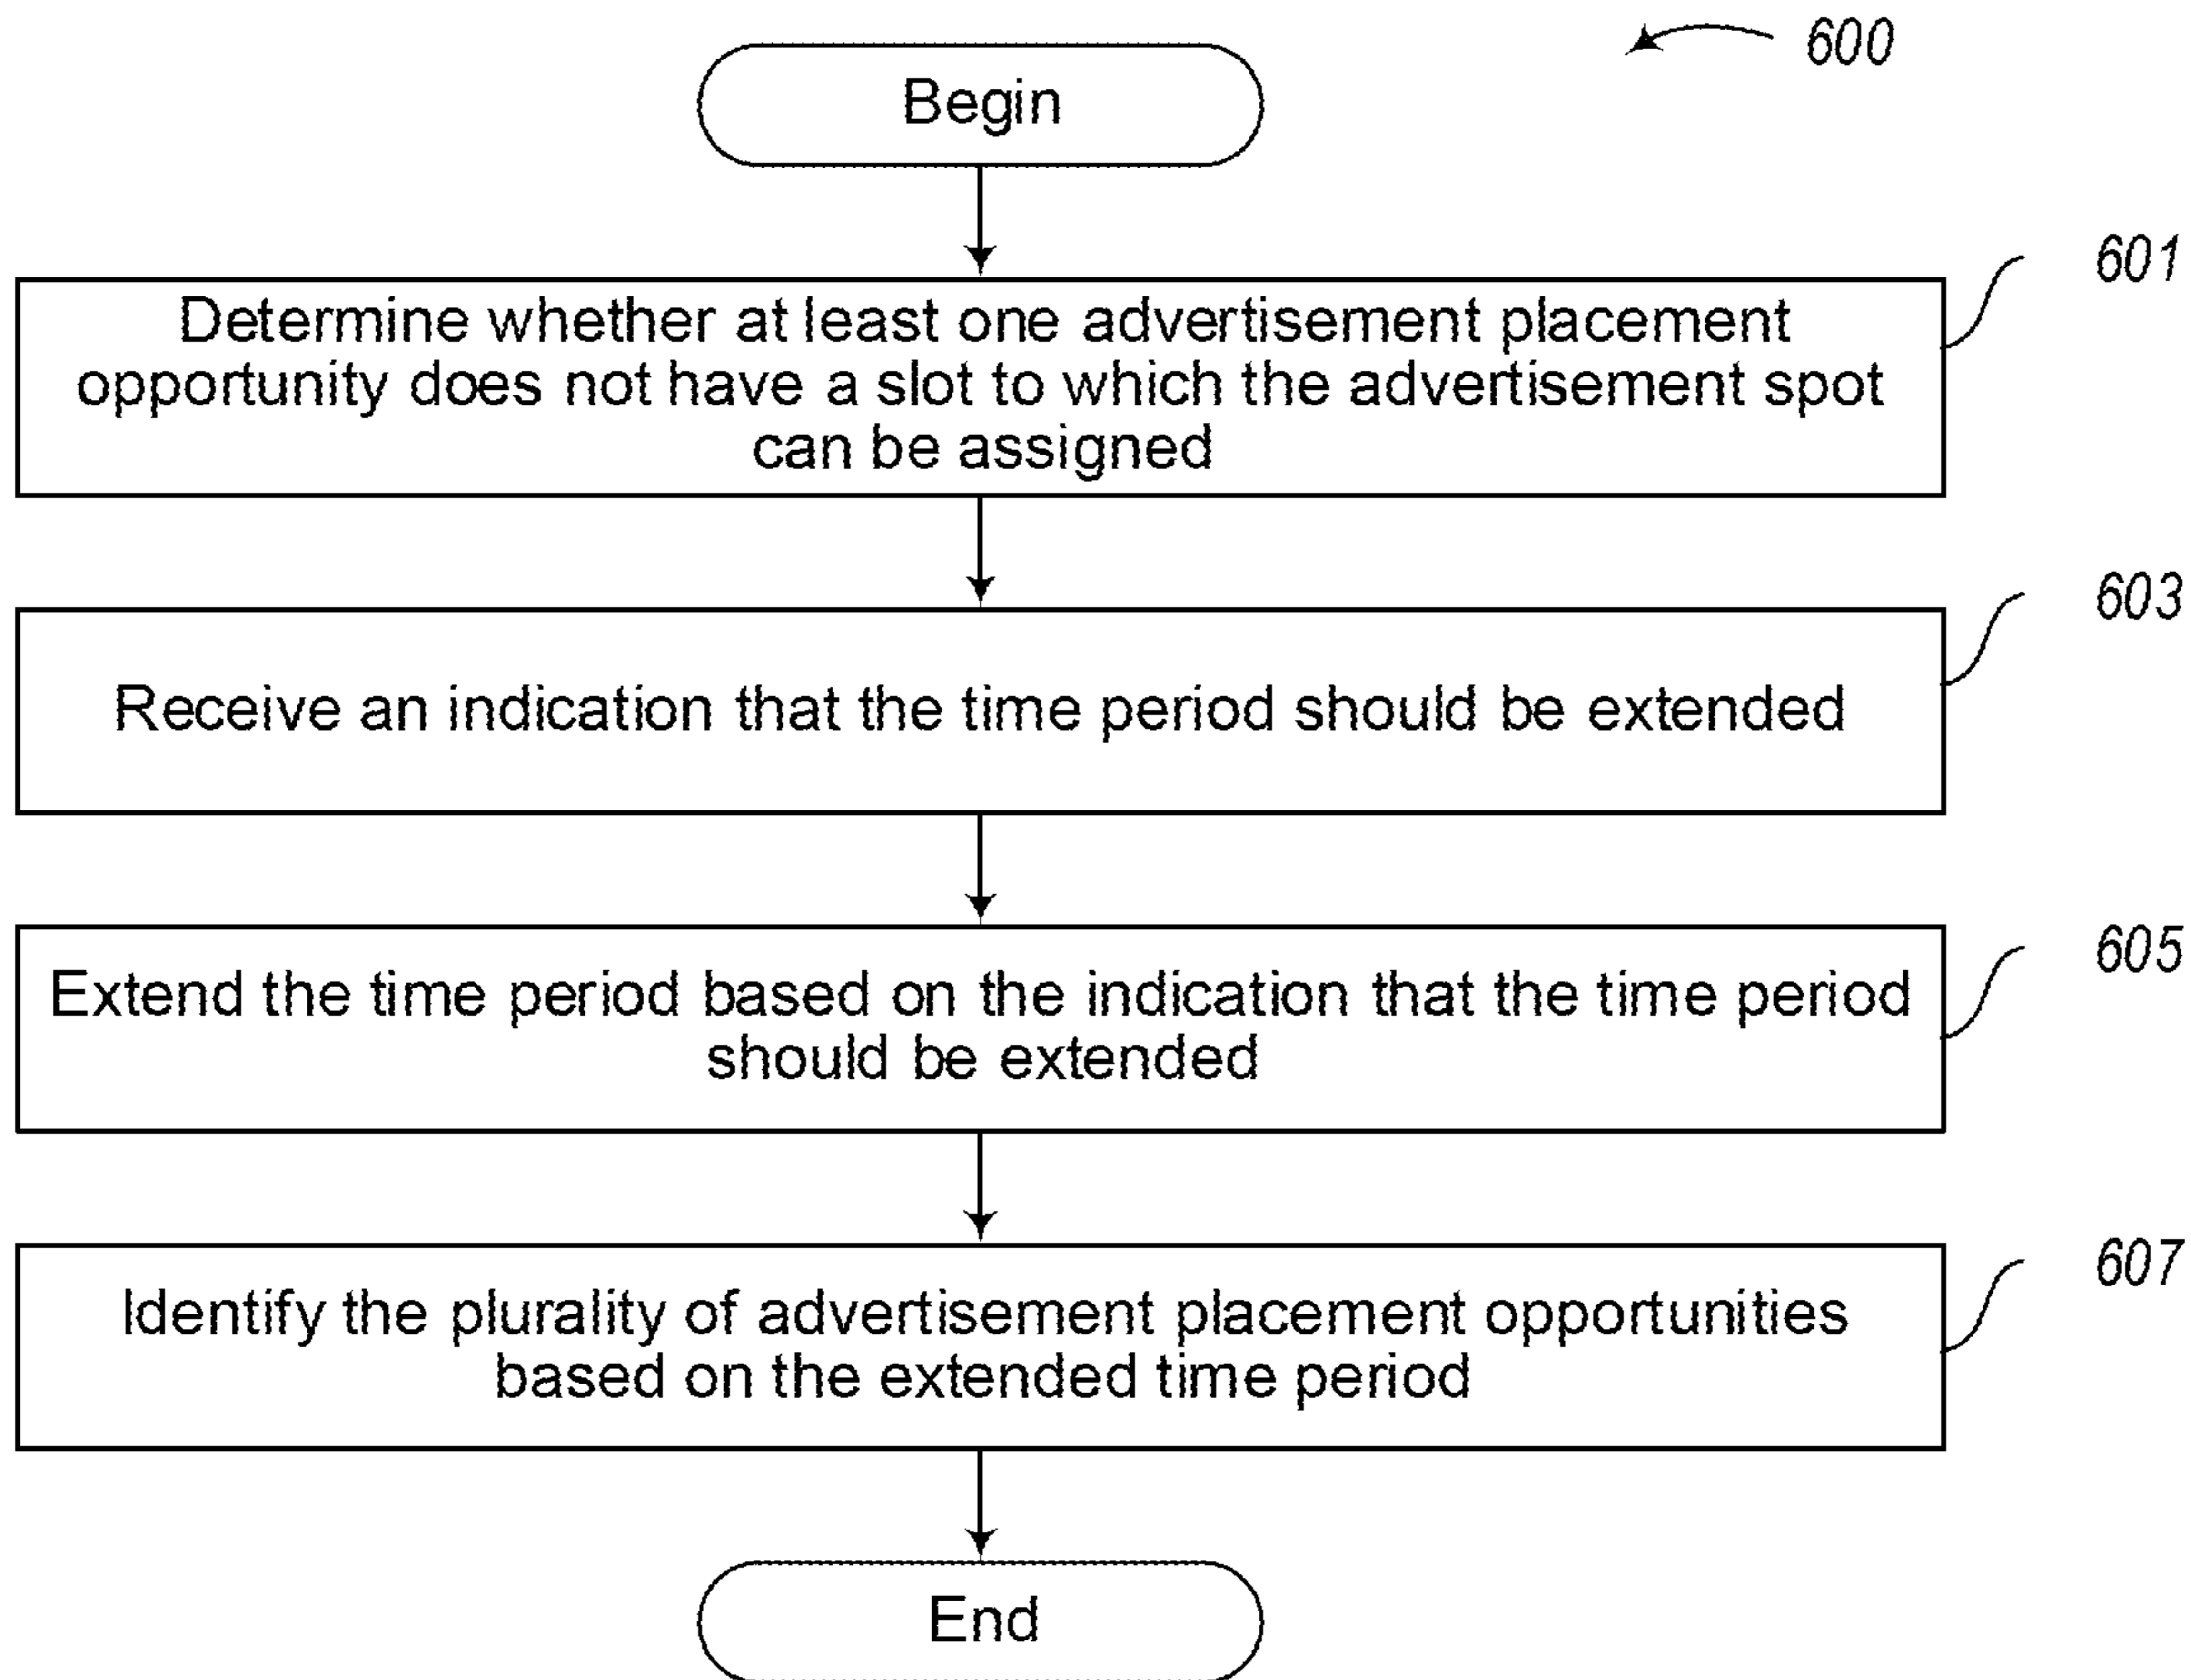 600
Begin
601
Determine whether at least one advertisement placement
opportunity does not have a slot to which the advertisement spot
can be assigned
603
Receive an indication that the time period should be extended
605
Extend the time period based on the indication that the time period
should be extended
607
Identify the plurality of advertisement placement opportunities
based on the extended time period
End